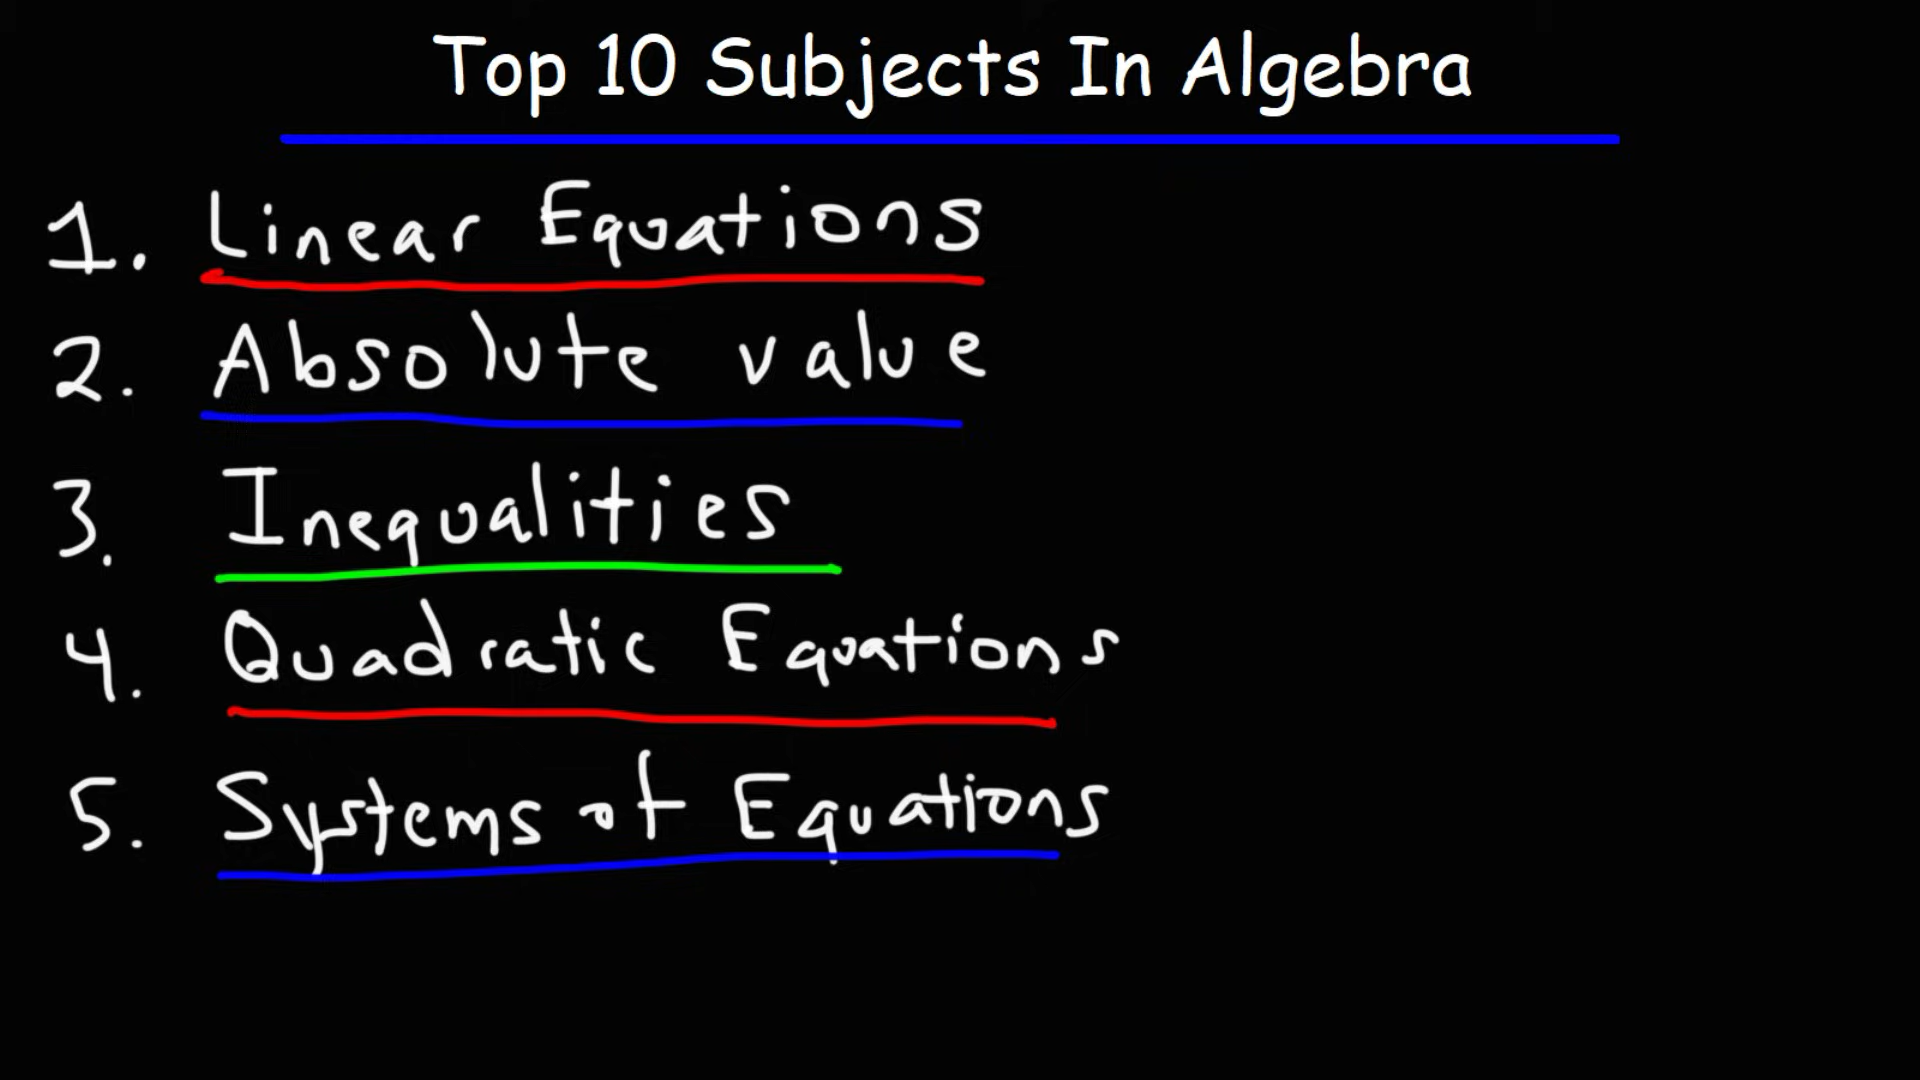 Top 10 Subjects In Algebra
1. Linear Equations
2. Absolute value
3. Inequalities
4. Quadratic Equations
5. Systems of Equations